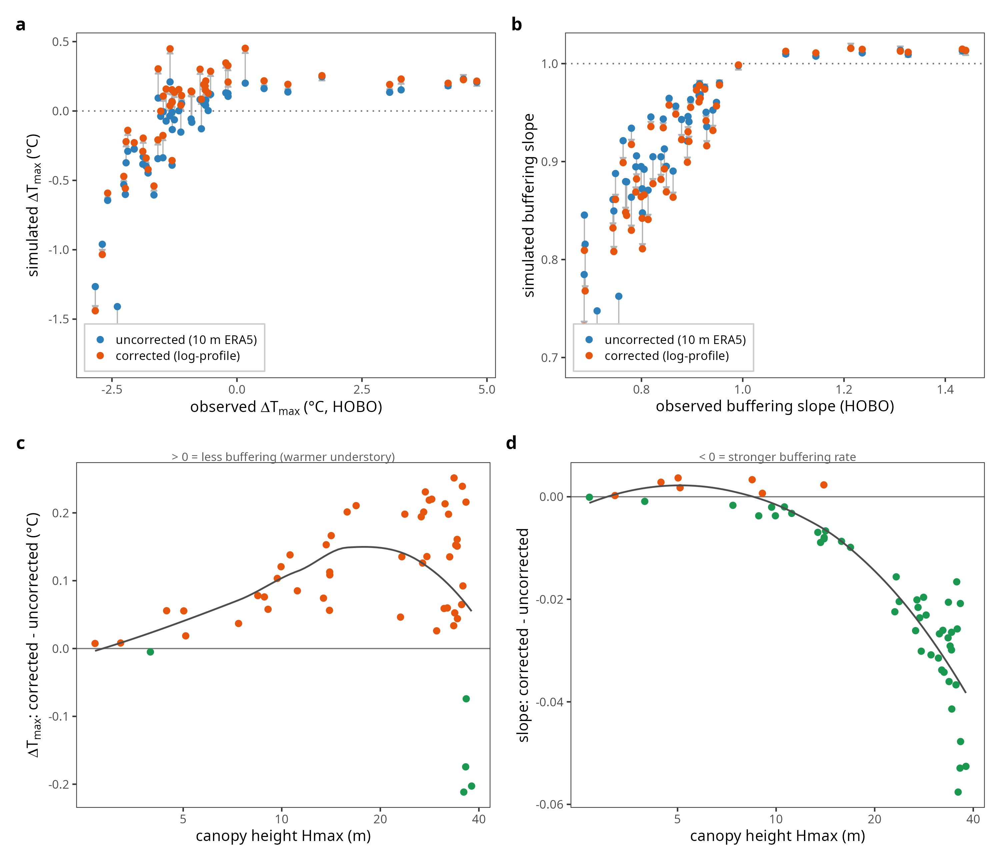 a
0.5
0.0
-0.5
-1.0
-1.5
simulated ΔTmax (°C)
uncorrected (10 m ERA5)
corrected (log-profile)
-2.5
0.0
2.5
5.0
observed ΔTmax (°C, HOBO)
b
1.0
0.9
0.8
0.7
simulated buffering slope
uncorrected (10 m ERA5)
corrected (log-profile)
0.8
1.0
1.2
1.4
observed buffering slope (HOBO)
c
> 0 = less buffering (warmer understory)
0.2
0.1
0.0
-0.1
-0.2
ΔTmax: corrected - uncorrected (°C)
5
10
20
40
canopy height Hmax (m)
d
< 0 = stronger buffering rate
0.00
-0.02
-0.04
-0.06
slope: corrected - uncorrected
5
10
20
40
canopy height Hmax (m)